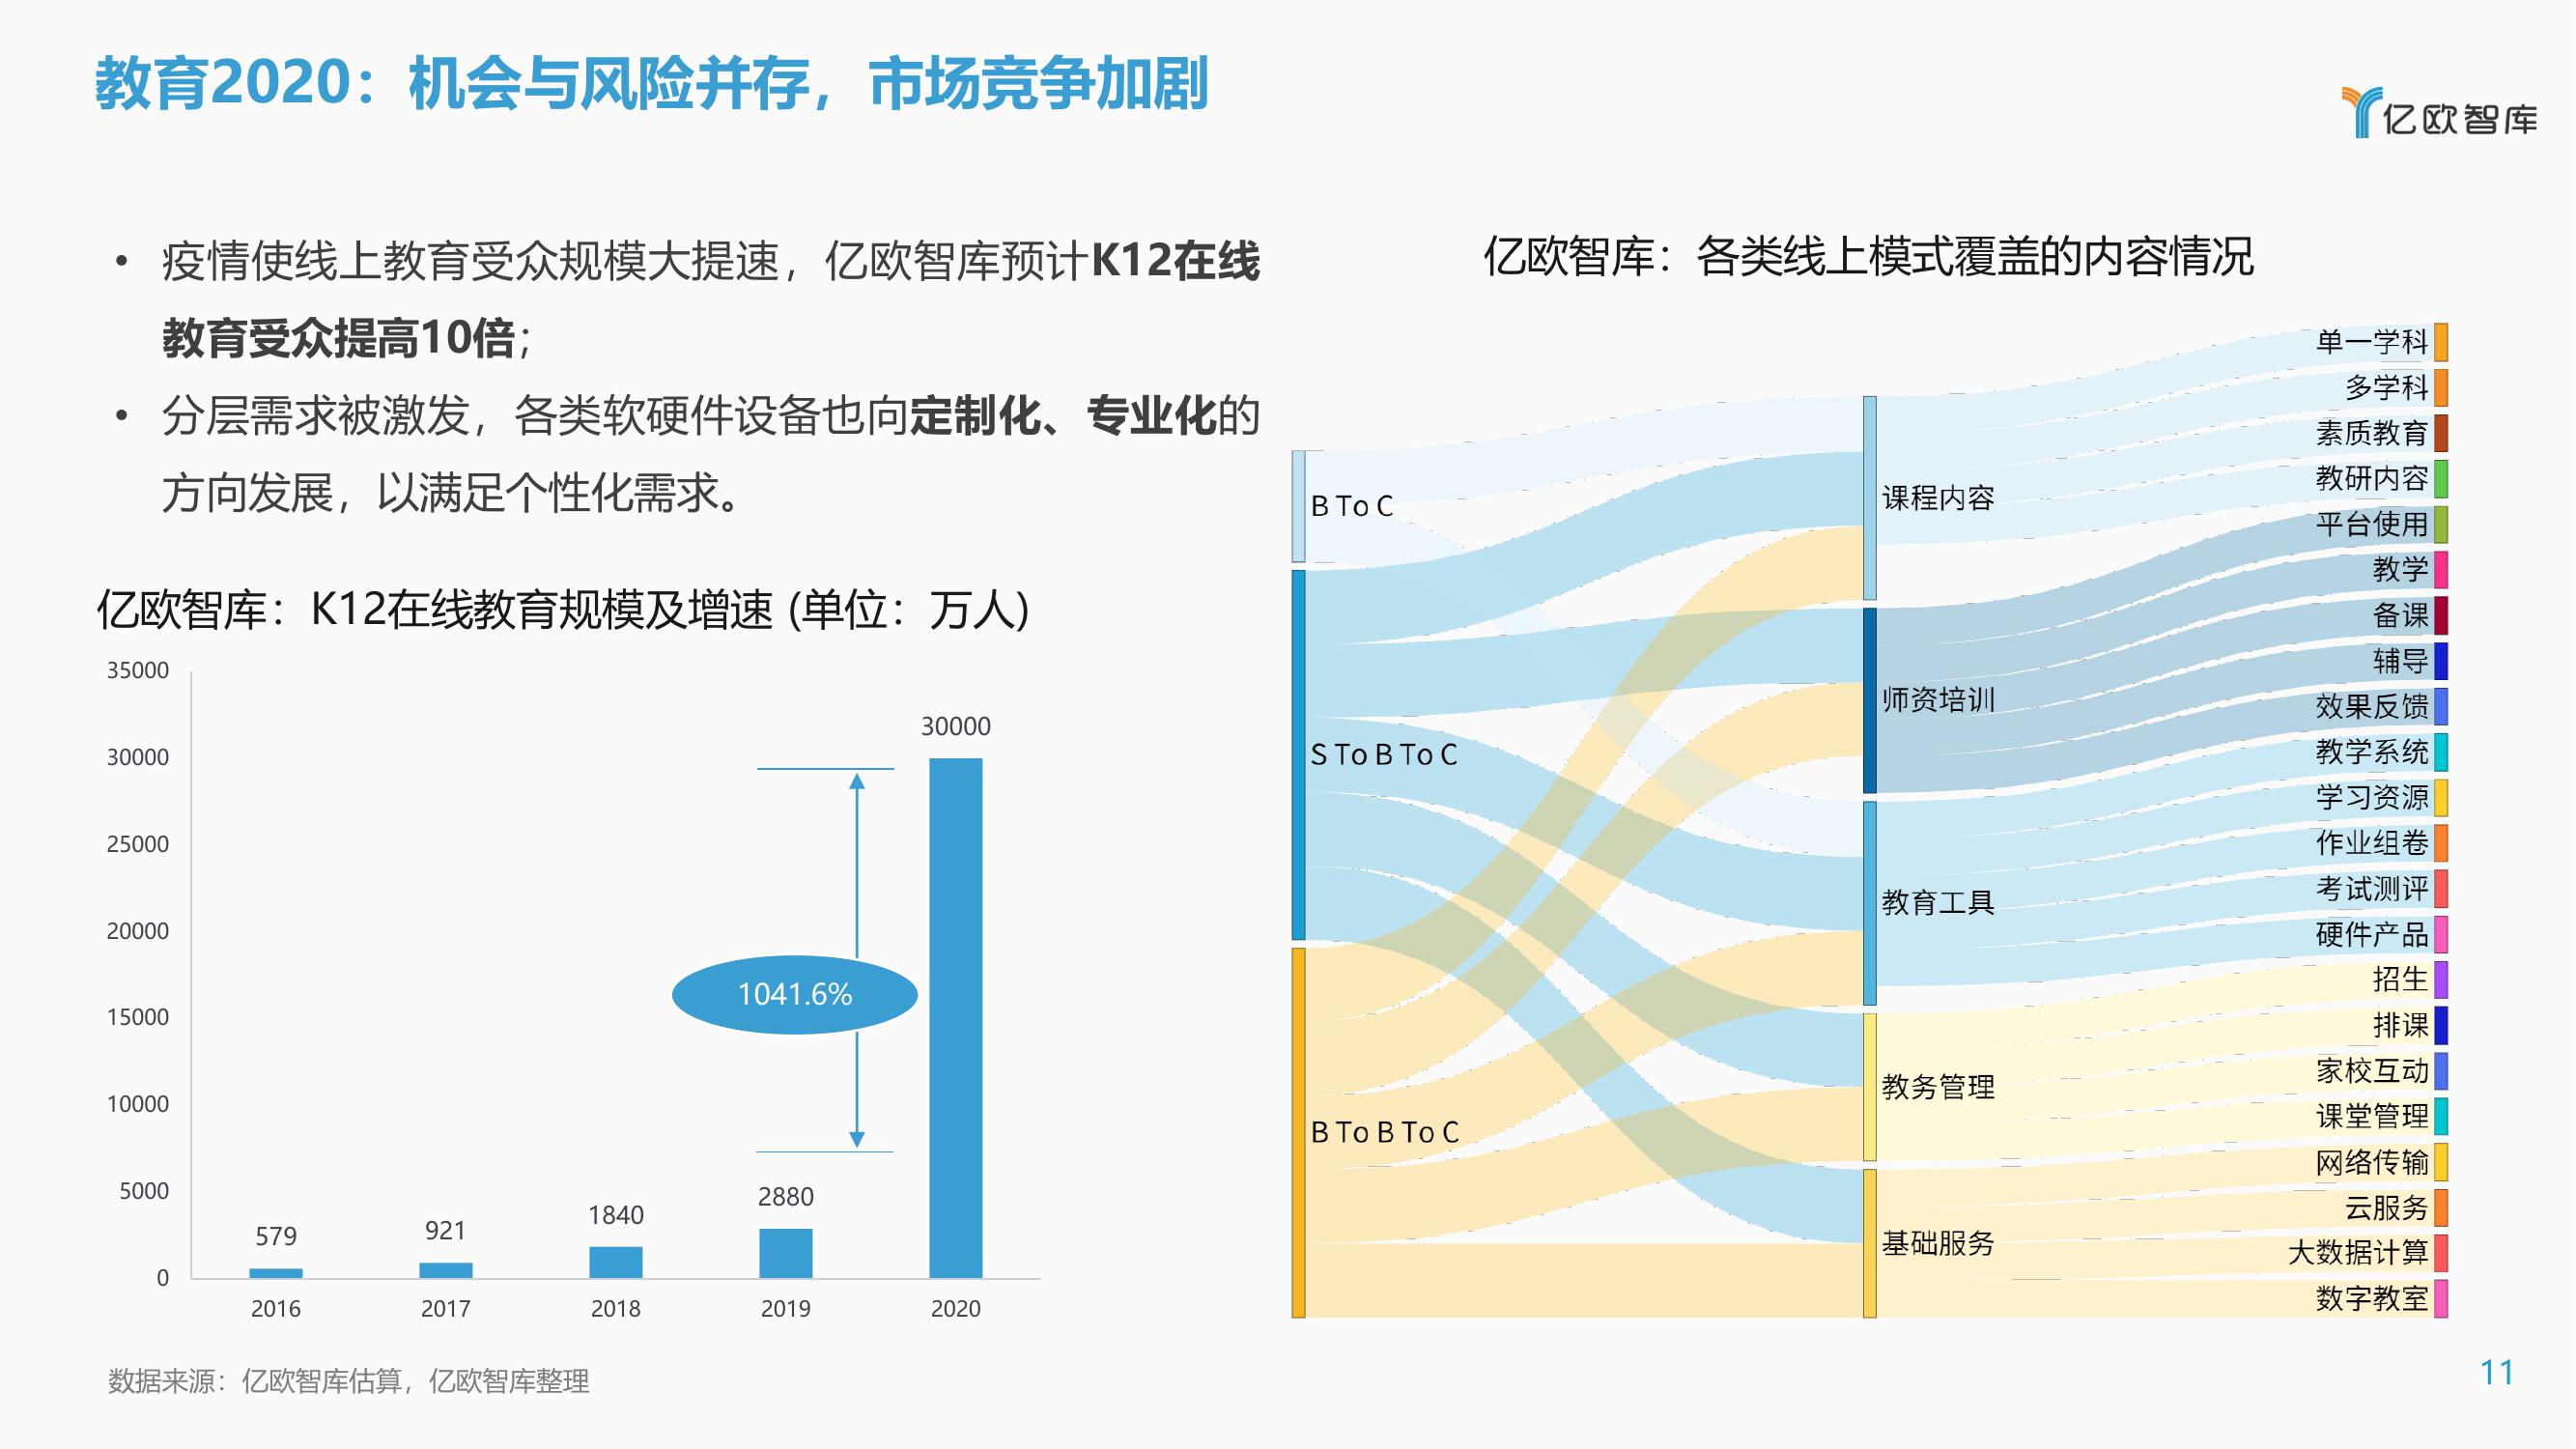 教育2020：机会与风险并存，市场竞争加剧
亿欧智库
• 疫情使线上教育受众规模大提速，亿欧智库预计K12在线
教育受众提高10倍；
• 分层需求被激发，各类软硬件设备也向定制化、专业化的
方向发展，以满足个性化需求。
亿欧智库：K12在线教育规模及增速 (单位：万人)
35000
30000
25000
20000
15000
10000
5000
0
579
921
1840
2880
30000
1041.6%
2016
2017
2018
2019
2020
亿欧智库：各类线上模式覆盖的内容情况
B To C
S To B To C
B To B To C
课程内容
师资培训
教育工具
教务管理
基础服务
单一学科
多学科
素质教育
教研内容
平台使用
教学
备课
辅导
效果反馈
教学系统
学习资源
作业组卷
考试测评
硬件产品
招生
排课
家校互动
课堂管理
网络传输
云服务
大数据计算
数字教室
数据来源：亿欧智库估算，亿欧智库整理
11